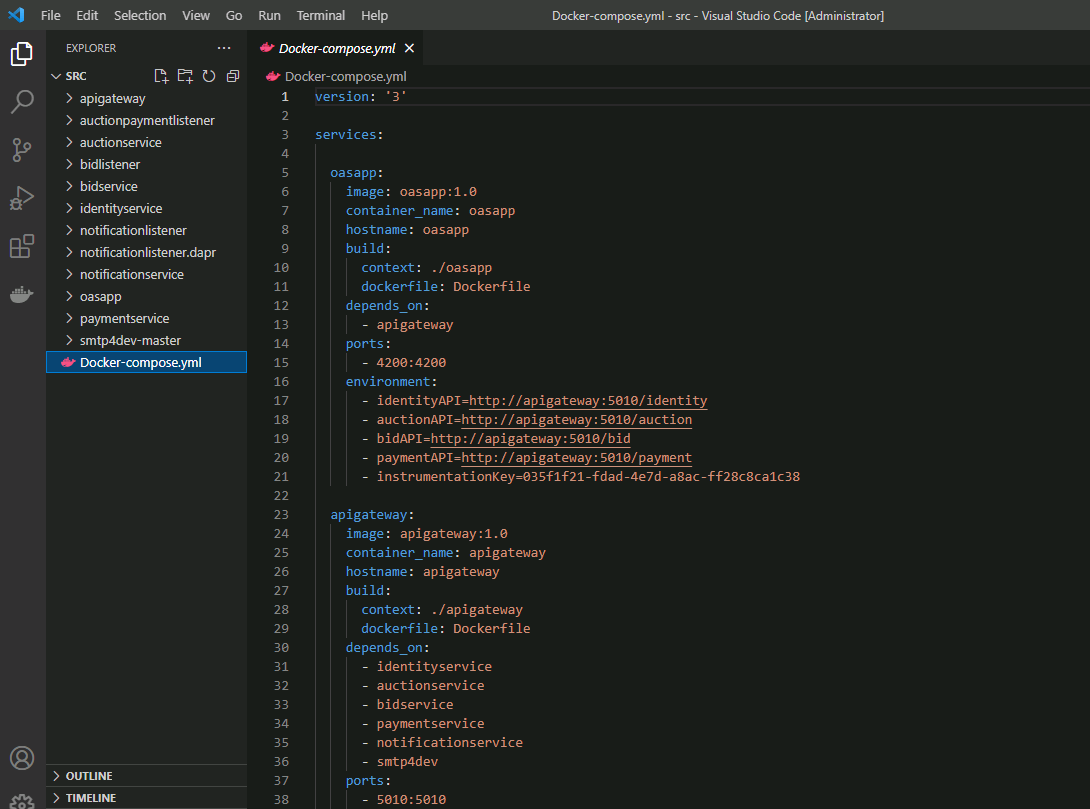 File Edit Selection View Go Run Terminal Help Docker-compose.yml - src - Visual Studio Code [Administrator]
EXPLORER
SRC
apigateway
auctionpaymentlistener
auctionservice
bidlistener
bidservice
identityservice
notificationlistener
notificationlistener.dapr
notificationservice
oasapp
paymentservice
smtp4dev-master
Docker-compose.yml
OUTLINE
TIMELINE
Docker-compose.yml
Docker-compose.yml
1 version: '3'
2
3 services:
4
5 oasapp:
6 image: oasapp:1.0
7 container_name: oasapp
8 hostname: oasapp
9 build:
10 context: ./oasapp
11 dockerfile: Dockerfile
12 depends_on:
13 - apigateway
14 ports:
15 - 4200:4200
16 environment:
17 - identityAPI=http://apigateway:5010/identity
18 - auctionAPI=http://apigateway:5010/auction
19 - bidAPI=http://apigateway:5010/bid
20 - paymentAPI=http://apigateway:5010/payment
21 - instrumentationKey=035f1f21-fdad-4e7d-a8ac-ff28c8ca1c38
22
23 apigateway:
24 image: apigateway:1.0
25 container_name: apigateway
26 hostname: apigateway
27 build:
28 context: ./apigateway
29 dockerfile: Dockerfile
30 depends_on:
31 - identityservice
32 - auctionservice
33 - bidservice
34 - paymentservice
35 - notificationservice
36 - smtp4dev
37 ports:
38 - 5010:5010